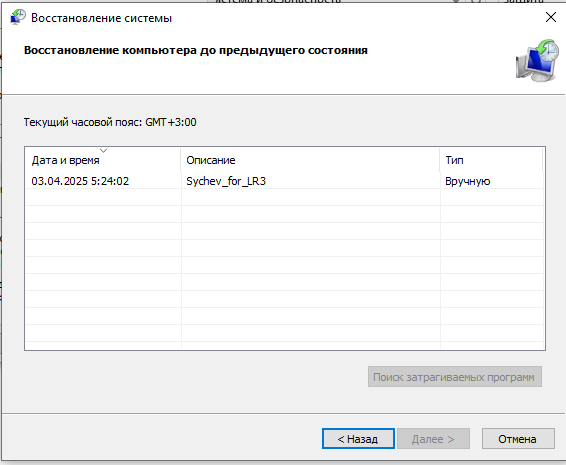 Восстановление системы
Восстановление компьютера до предыдущего состояния
Текущий часовой пояс: GMT+3:00
Дата и время Описание Тип
03.04.2025 5:24:02 Sychev_for_LR3 Вручную
Поиск затрагиваемых программ
< Назад Далее > Отмена